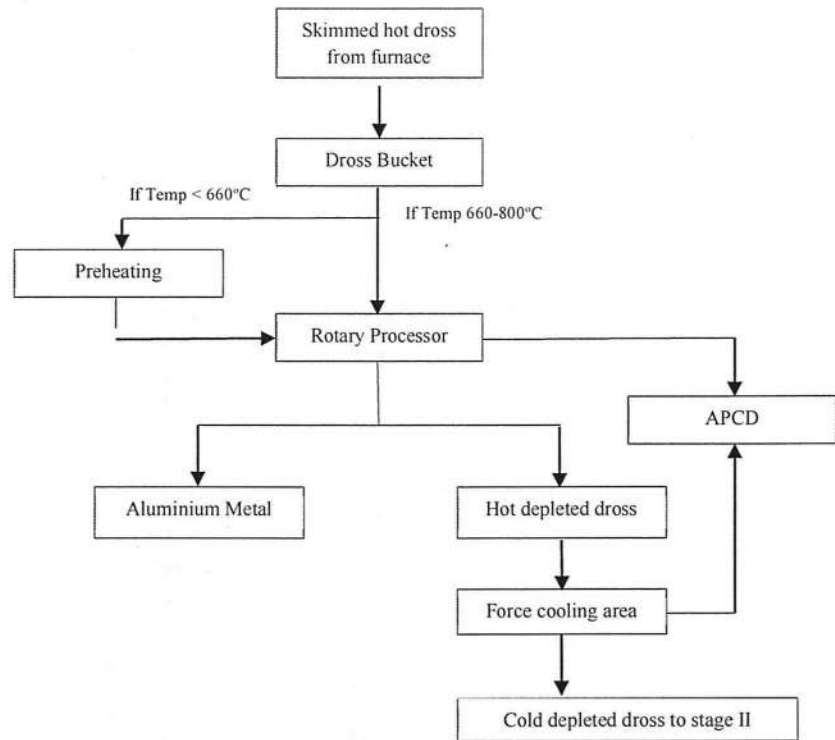 Skimmed hot dross
from furnace
Dross Bucket
If Temp < 660°C
If Temp 660-800°C
Preheating
Rotary Processor
APCD
Aluminium Metal
Hot depleted dross
Force cooling area
Cold depleted dross to stage II